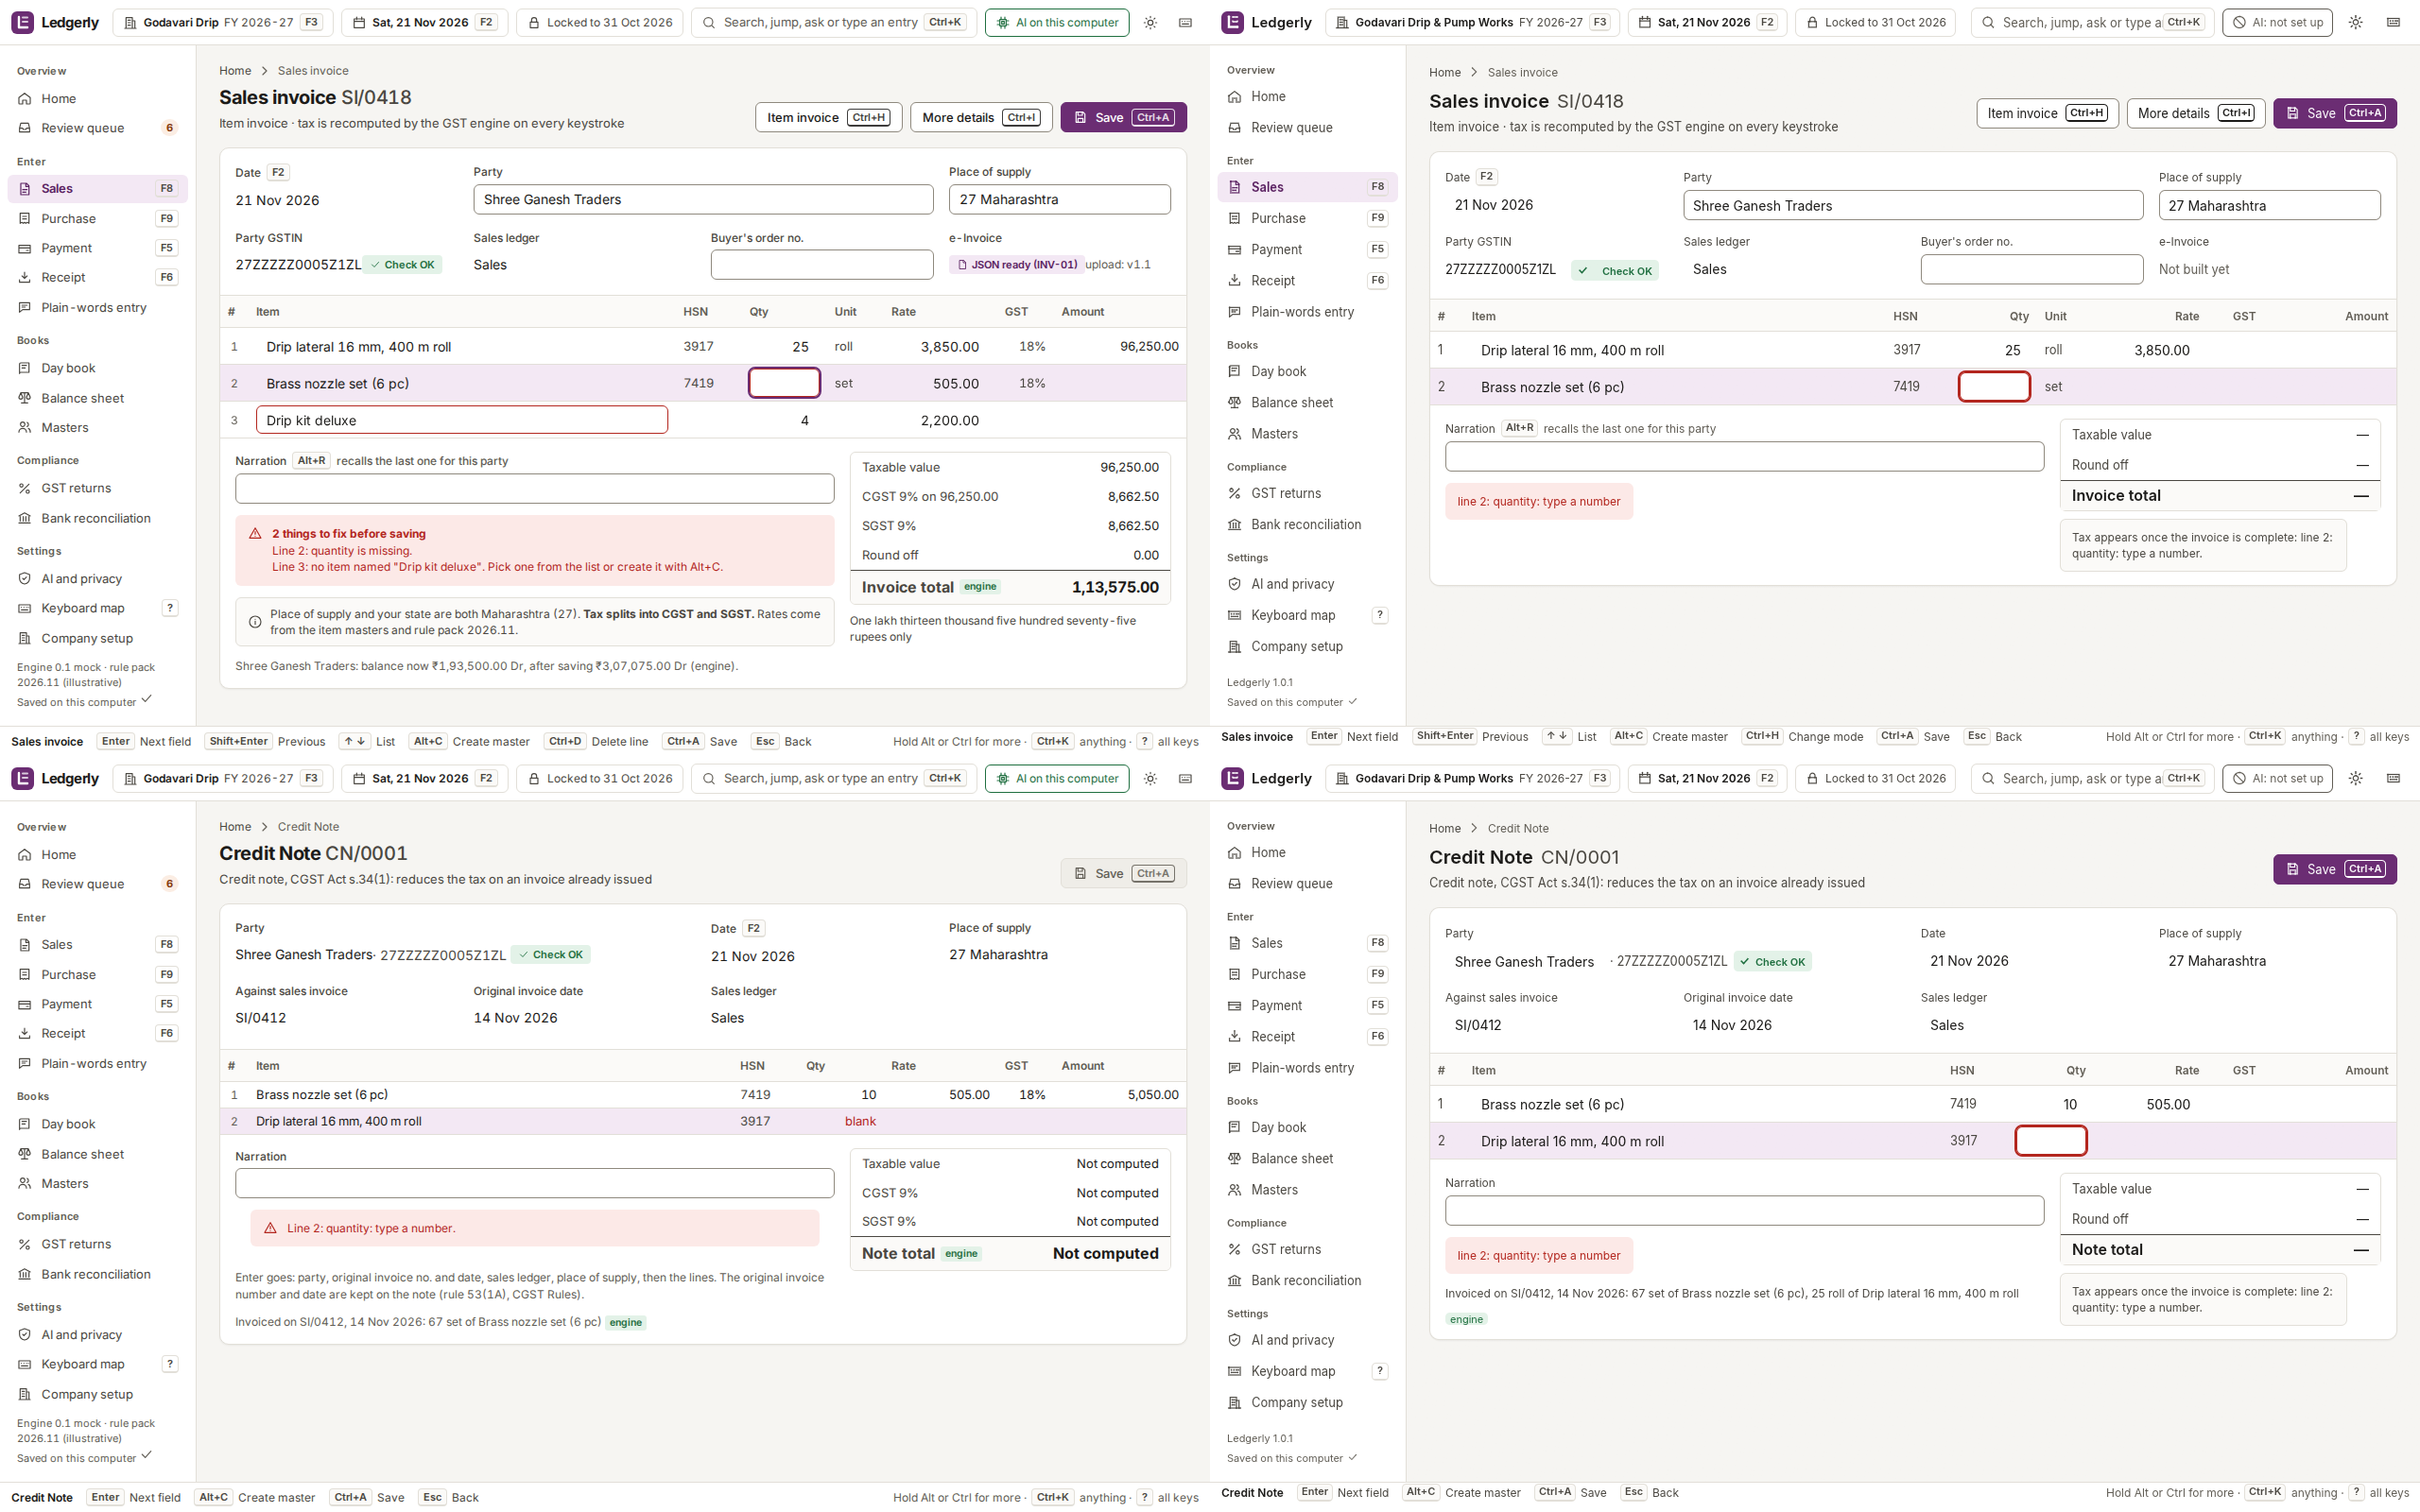 Ledgerly Godavari Drip FY 2026-27 F3 Sat, 21 Nov 2026 F2 Locked to 31 Oct 2026 Search, jump, ask or type an entry Ctrl+K AI on this computer
Overview
Home
Review queue 6
Enter
Sales F8
Purchase F9
Payment F5
Receipt F6
Plain-words entry
Books
Day book
Balance sheet
Masters
Compliance
GST returns
Bank reconciliation
Settings
AI and privacy
Keyboard map ?
Company setup
Engine 0.1 mock · rule pack
2026.11 (illustrative)
Saved on this computer
Home Sales invoice
Sales invoice SI/0418
Item invoice · tax is recomputed by the GST engine on every keystroke
Item invoice Ctrl+H More details Ctrl+I Save Ctrl+A
Date F2 Party Place of supply
21 Nov 2026 Shree Ganesh Traders 27 Maharashtra
Party GSTIN Sales ledger Buyer's order no. e-Invoice
27ZZZZZ0005Z1ZL Check OK Sales JSON ready (INV-01) upload: v1.1
# Item HSN Qty Unit Rate GST Amount
1 Drip lateral 16 mm, 400 m roll 3917 25 roll 3,850.00 18% 96,250.00
2 Brass nozzle set (6 pc) 7419 set 505.00 18%
3 Drip kit deluxe 4 2,200.00
Narration Alt+R recalls the last one for this party
2 things to fix before saving
Line 2: quantity is missing.
Line 3: no item named "Drip kit deluxe". Pick one from the list or create it with Alt+C.
Place of supply and your state are both Maharashtra (27). Tax splits into CGST and SGST. Rates come
from the item masters and rule pack 2026.11.
Shree Ganesh Traders: balance now ₹1,93,500.00 Dr, after saving ₹3,07,075.00 Dr (engine).
Taxable value 96,250.00
CGST 9% on 96,250.00 8,662.50
SGST 9% 8,662.50
Round off 0.00
Invoice total engine 1,13,575.00
One lakh thirteen thousand five hundred seventy-five
rupees only
Sales invoice Enter Next field Shift+Enter Previous ↑ ↓ List Alt+C Create master Ctrl+D Delete line Ctrl+A Save Esc Back Hold Alt or Ctrl for more · Ctrl+K anything · ? all keys
Ledgerly Godavari Drip & Pump Works FY 2026-27 F3 Sat, 21 Nov 2026 F2 Locked to 31 Oct 2026 Search, jump, ask or type a Ctrl+K AI: not set up
Overview
Home
Review queue
Enter
Sales F8
Purchase F9
Payment F5
Receipt F6
Plain-words entry
Books
Day book
Balance sheet
Masters
Compliance
GST returns
Bank reconciliation
Settings
AI and privacy
Keyboard map ?
Company setup
Ledgerly 1.0.1
Saved on this computer
Home Sales invoice
Sales invoice SI/0418
Item invoice · tax is recomputed by the GST engine on every keystroke
Item invoice Ctrl+H More details Ctrl+I Save Ctrl+A
Date F2 Party Place of supply
21 Nov 2026 Shree Ganesh Traders 27 Maharashtra
Party GSTIN Sales ledger Buyer's order no. e-Invoice
27ZZZZZ0005Z1ZL Check OK Sales Not built yet
# Item HSN Qty Unit Rate GST Amount
1 Drip lateral 16 mm, 400 m roll 3917 25 roll 3,850.00
2 Brass nozzle set (6 pc) 7419 set
Narration Alt+R recalls the last one for this party
line 2: quantity: type a number
Taxable value —
Round off —
Invoice total —
Tax appears once the invoice is complete: line 2:
quantity: type a number.
Sales invoice Enter Next field Shift+Enter Previous ↑ ↓ List Alt+C Create master Ctrl+H Change mode Ctrl+A Save Esc Back Hold Alt or Ctrl for more · Ctrl+K anything · ? all keys
Ledgerly Godavari Drip FY 2026-27 F3 Sat, 21 Nov 2026 F2 Locked to 31 Oct 2026 Search, jump, ask or type an entry Ctrl+K AI on this computer
Overview
Home
Review queue 6
Enter
Sales F8
Purchase F9
Payment F5
Receipt F6
Plain-words entry
Books
Day book
Balance sheet
Masters
Compliance
GST returns
Bank reconciliation
Settings
AI and privacy
Keyboard map ?
Company setup
Engine 0.1 mock · rule pack
2026.11 (illustrative)
Saved on this computer
Home Credit Note
Credit Note CN/0001
Credit note, CGST Act s.34(1): reduces the tax on an invoice already issued
Save Ctrl+A
Party Date F2 Place of supply
Shree Ganesh Traders · 27ZZZZZ0005Z1ZL Check OK 21 Nov 2026 27 Maharashtra
Against sales invoice Original invoice date Sales ledger
SI/0412 14 Nov 2026 Sales
# Item HSN Qty Rate GST Amount
1 Brass nozzle set (6 pc) 7419 10 505.00 18% 5,050.00
2 Drip lateral 16 mm, 400 m roll 3917 blank
Narration
Line 2: quantity: type a number.
Enter goes: party, original invoice no. and date, sales ledger, place of supply, then the lines. The original invoice
number and date are kept on the note (rule 53(1A), CGST Rules).
Invoiced on SI/0412, 14 Nov 2026: 67 set of Brass nozzle set (6 pc) engine
Taxable value Not computed
CGST 9% Not computed
SGST 9% Not computed
Note total engine Not computed
Credit Note Enter Next field Alt+C Create master Ctrl+A Save Esc Back Hold Alt or Ctrl for more · Ctrl+K anything · ? all keys
Ledgerly Godavari Drip & Pump Works FY 2026-27 F3 Sat, 21 Nov 2026 F2 Locked to 31 Oct 2026 Search, jump, ask or type a Ctrl+K AI: not set up
Overview
Home
Review queue
Enter
Sales F8
Purchase F9
Payment F5
Receipt F6
Plain-words entry
Books
Day book
Balance sheet
Masters
Compliance
GST returns
Bank reconciliation
Settings
AI and privacy
Keyboard map ?
Company setup
Ledgerly 1.0.1
Saved on this computer
Home Credit Note
Credit Note CN/0001
Credit note, CGST Act s.34(1): reduces the tax on an invoice already issued
Save Ctrl+A
Party Date Place of supply
Shree Ganesh Traders · 27ZZZZZ0005Z1ZL Check OK 21 Nov 2026 27 Maharashtra
Against sales invoice Original invoice date Sales ledger
SI/0412 14 Nov 2026 Sales
# Item HSN Qty Rate GST Amount
1 Brass nozzle set (6 pc) 7419 10 505.00
2 Drip lateral 16 mm, 400 m roll 3917
Narration
line 2: quantity: type a number
Invoiced on SI/0412, 14 Nov 2026: 67 set of Brass nozzle set (6 pc), 25 roll of Drip lateral 16 mm, 400 m roll
engine
Taxable value —
Round off —
Note total —
Tax appears once the invoice is complete: line 2:
quantity: type a number.
Credit Note Enter Next field Alt+C Create master Ctrl+A Save Esc Back Hold Alt or Ctrl for more · Ctrl+K anything · ? all keys